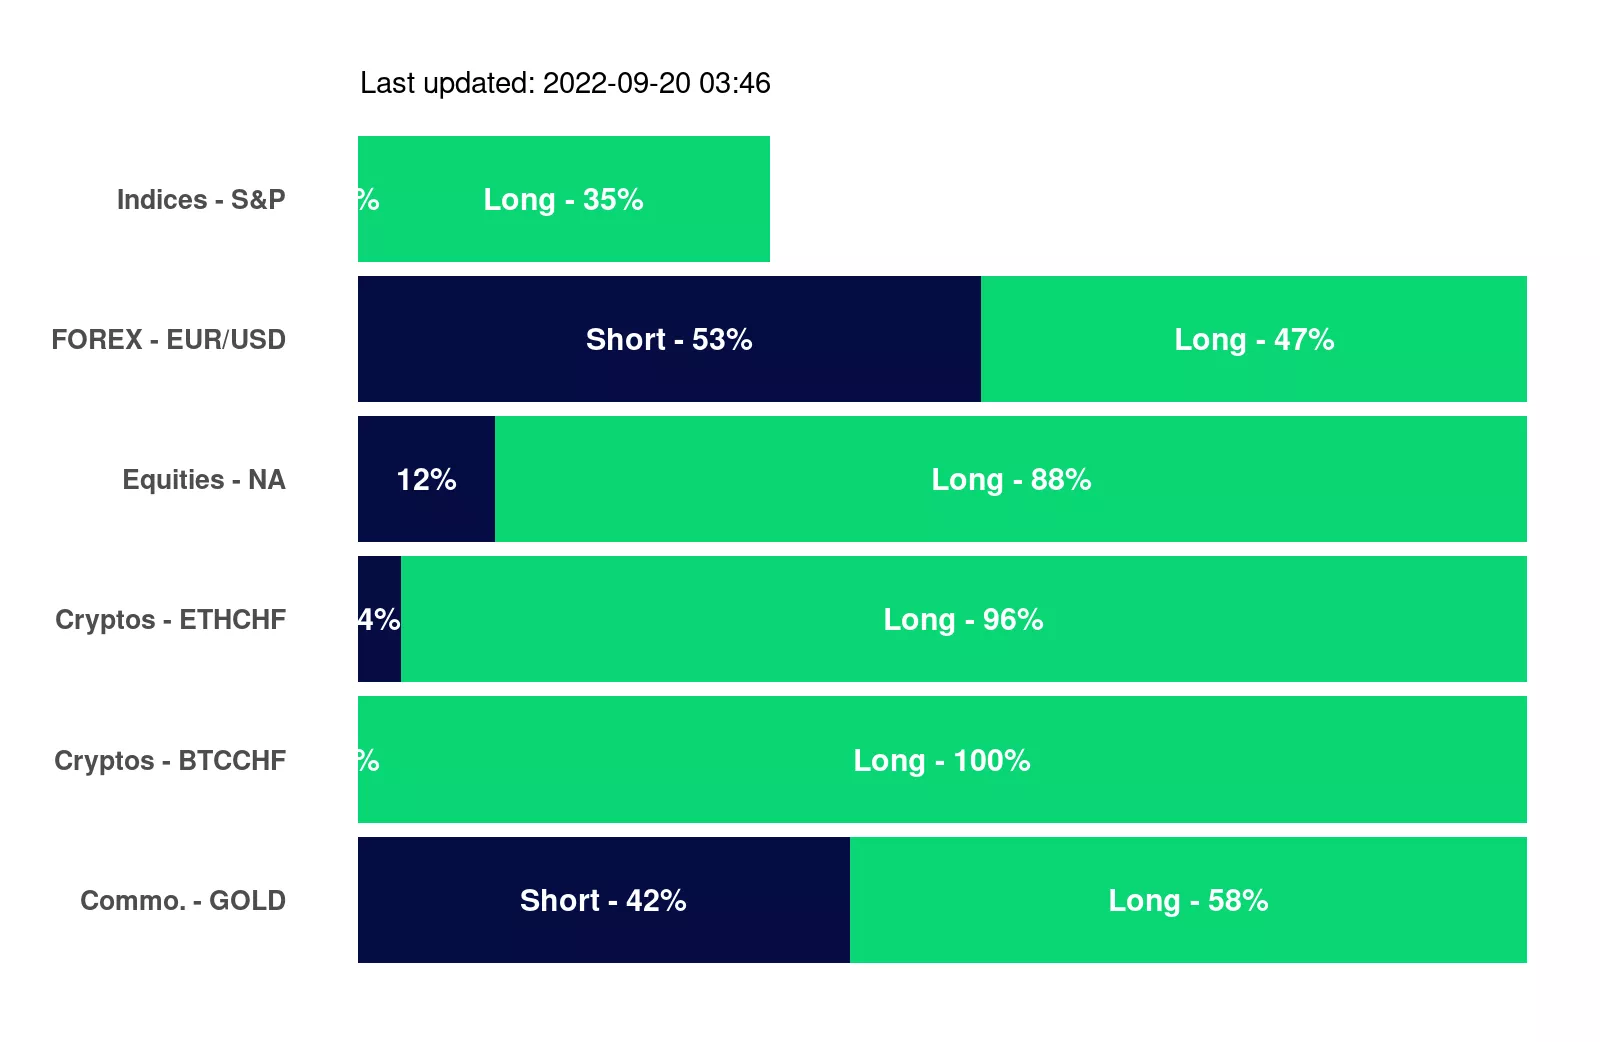 Last updated: 2022-09-20 03:46
Indices - S&P
%
Long - 35%
FOREX - EUR/USD
Short - 53%
Long - 47%
Equities - NA
12%
Long - 88%
Cryptos - ETHCHF
4%
Long - 96%
Cryptos - BTCCHF
%
Long - 100%
Commo. - GOLD
Short - 42%
Long - 58%